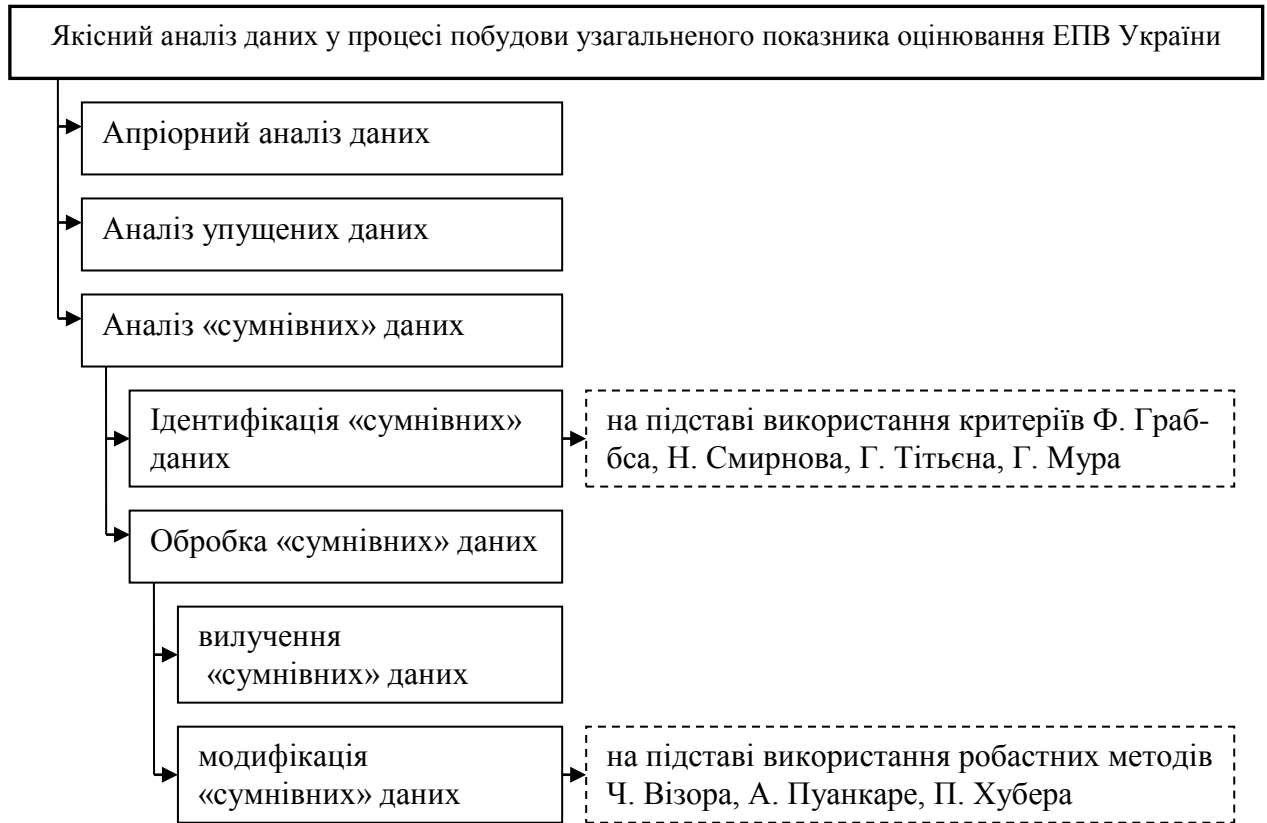 Якісний аналіз даних у процесі побудови узагальненого показника оцінювання ЕПВ України
Апріорний аналіз даних
Аналіз упущених даних
Аналіз «сумнівних» даних
Ідентифікація «сумнівних»
даних
на підставі використання критеріїв Ф. Граб-
бса, Н. Смирнова, Г. Тітьєна, Г. Мура
Обробка «сумнівних» даних
вилучення
«сумнівних» даних
модифікація
«сумнівних» даних
на підставі використання робастних методів
Ч. Візора, А. Пуанкаре, П. Хубера